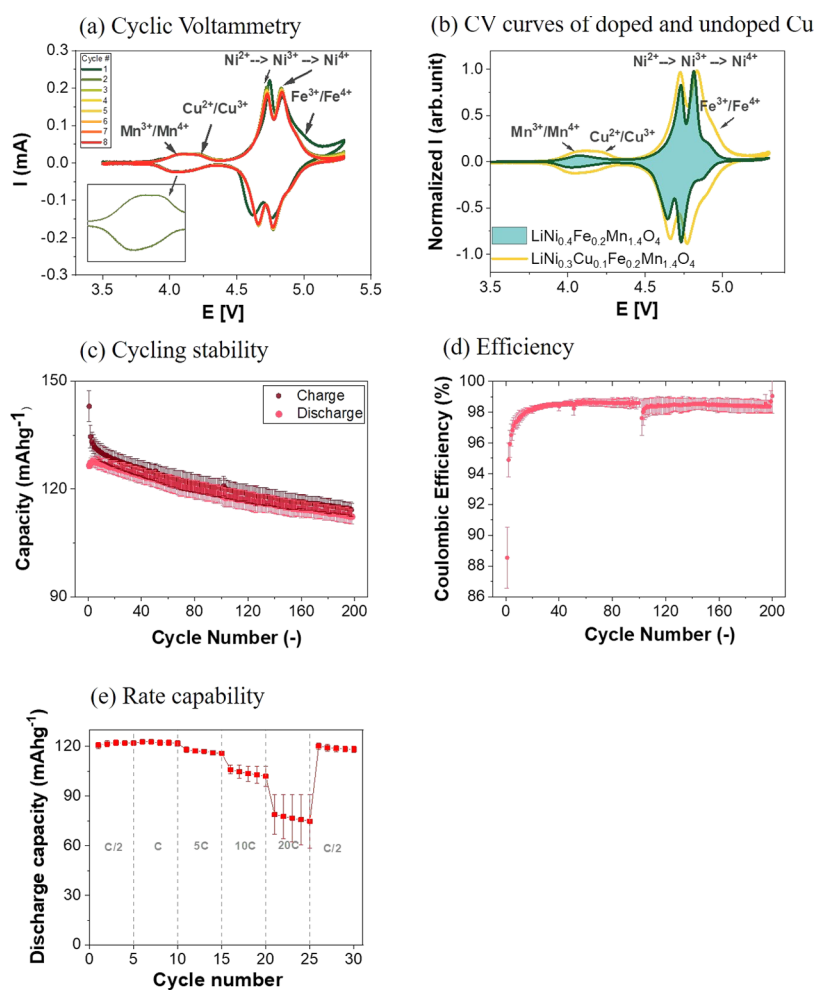 (a) Cyclic Voltammetry
Ni2+-->Ni3+ --> Ni4+
Cycle #
1
2
3
4
5
6
7
8
Fe3+/Fe4+
Cu2+/Cu3+
Mn3+/Mn4+
I (mA)
0.3
0.2
0.1
0.0
-0.1
-0.2
-0.3
3.5 4.0 4.5 5.0 5.5
E [V]
(b) CV curves of doped and undoped Cu
Ni2+--> Ni3+ --> Ni4+
Fe3+/Fe4+
Mn3+/Mn4+
Cu2+/Cu3+
Normalized I (arb.unit)
1.0
0.5
0.0
-0.5
-1.0
LiNi0.4Fe0.2Mn1.4O4
LiNi0.3Cu0.1Fe0.2Mn1.4O4
3.5 4.0 4.5 5.0
E [V]
(c) Cycling stability
Charge
Discharge
Capacity (mAhg-1)
150
120
90
0 40 80 120 160 200
Cycle Number (-)
(d) Efficiency
Coulombic Efficiency (%)
100
98
96
94
92
90
88
86
0 40 80 120 160 200
Cycle Number (-)
(e) Rate capability
Discharge capacity (mAhg-1)
120
90
60
30
0
C/2 C 5C 10C 20C C/2
0 5 10 15 20 25 30
Cycle number